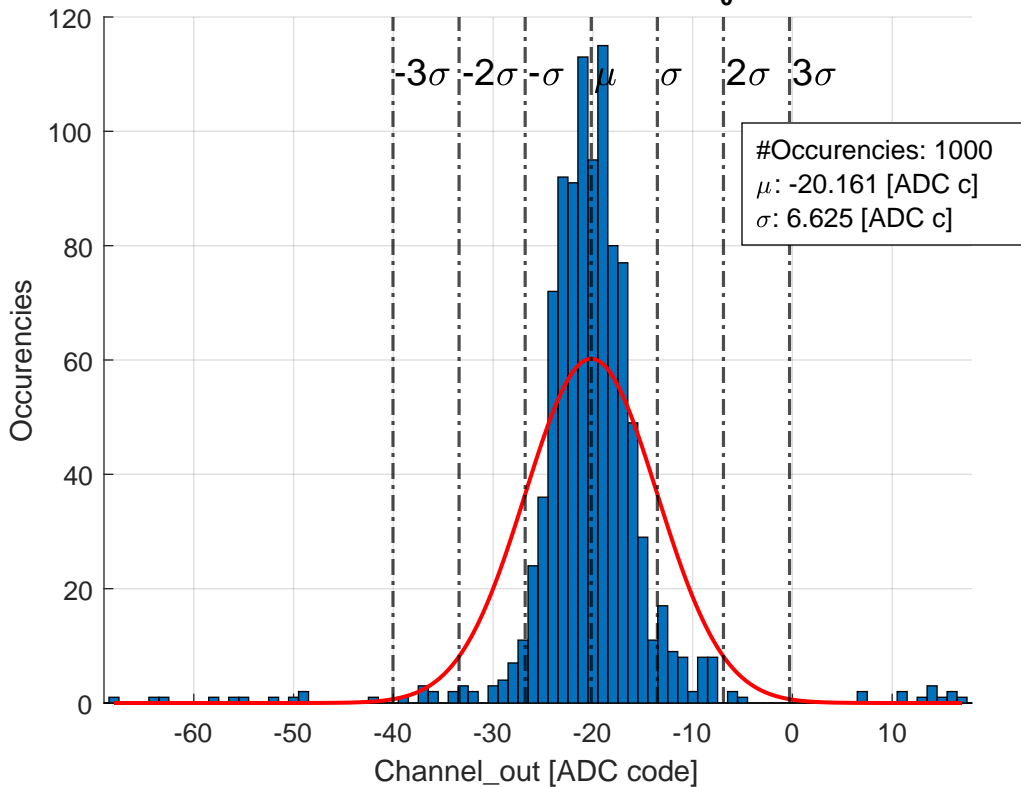 0
120
100
80
60
40
20
0
Occurencies
-3σ -2σ -σ μ σ 2σ 3σ
#Occurencies: 1000
μ: -20.161 [ADC c]
σ: 6.625 [ADC c]
-60 -50 -40 -30 -20 -10 0 10
Channel_out [ADC code]